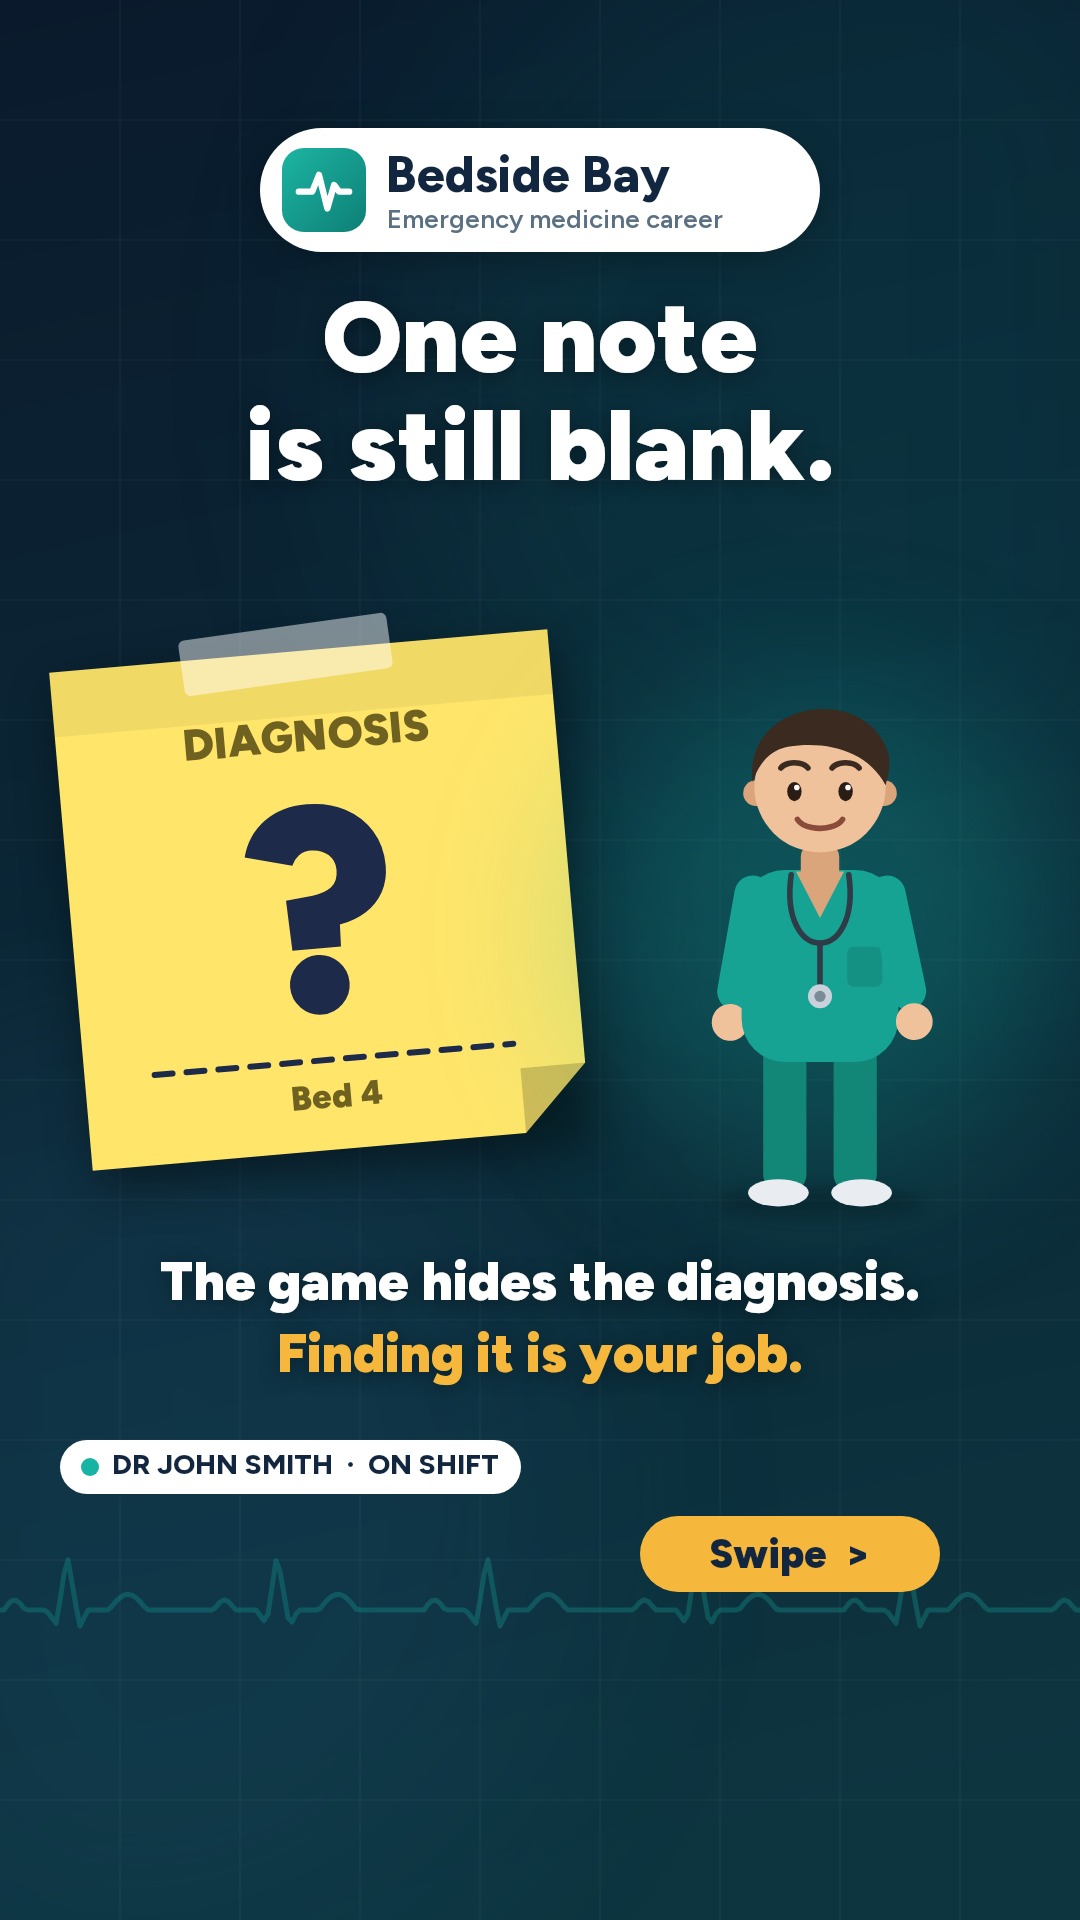 Bedside Bay
Emergency medicine career
One note
is still blank.
DIAGNOSIS
?
Bed 4
The game hides the diagnosis.
Finding it is your job.
DR JOHN SMITH · ON SHIFT
Swipe >